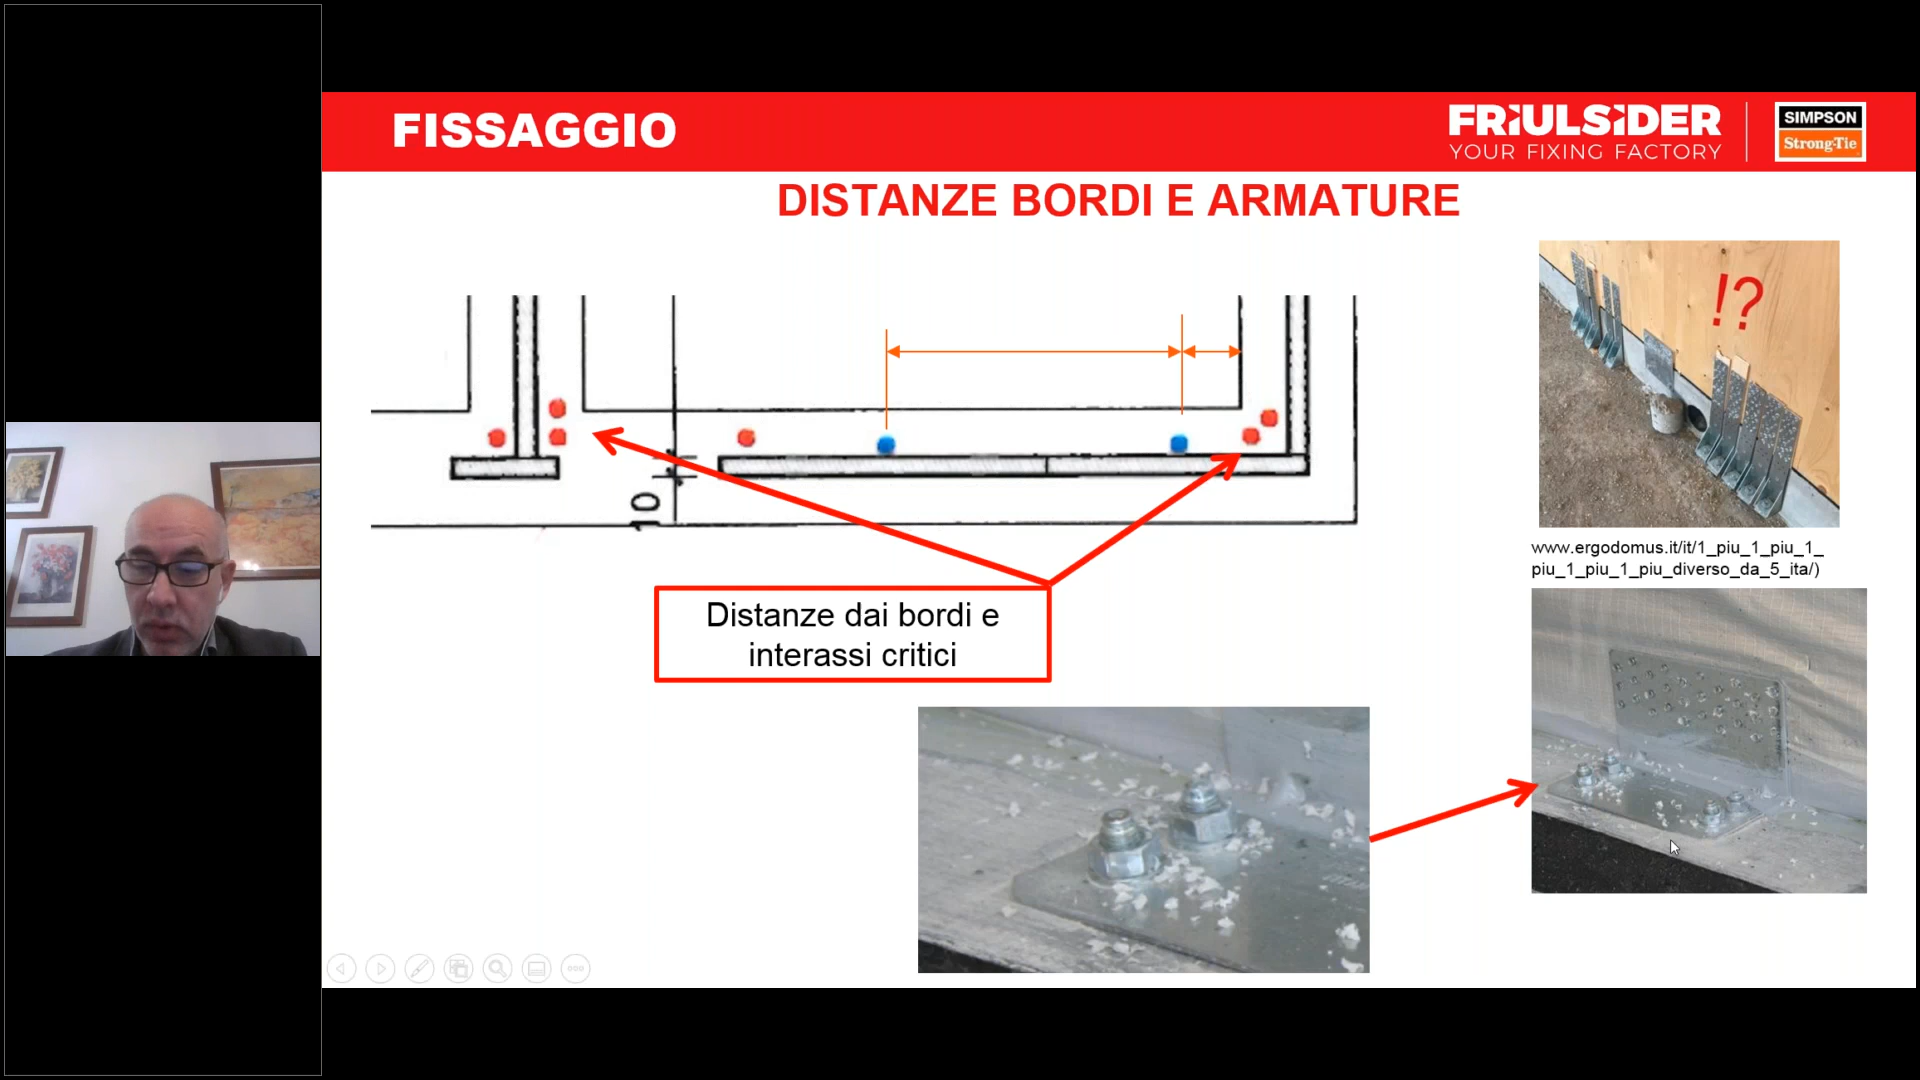 FISSAGGIO
FRiULSiDER
YOUR FIXING FACTORY
SIMPSON
Strong-Tie
DISTANZE BORDI E ARMATURE
!?
10
www.ergodomus.it/it/1_piu_1_piu_1_
piu_1_piu_1_piu_diverso_da_5_ita/)
Distanze dai bordi e
interassi critici